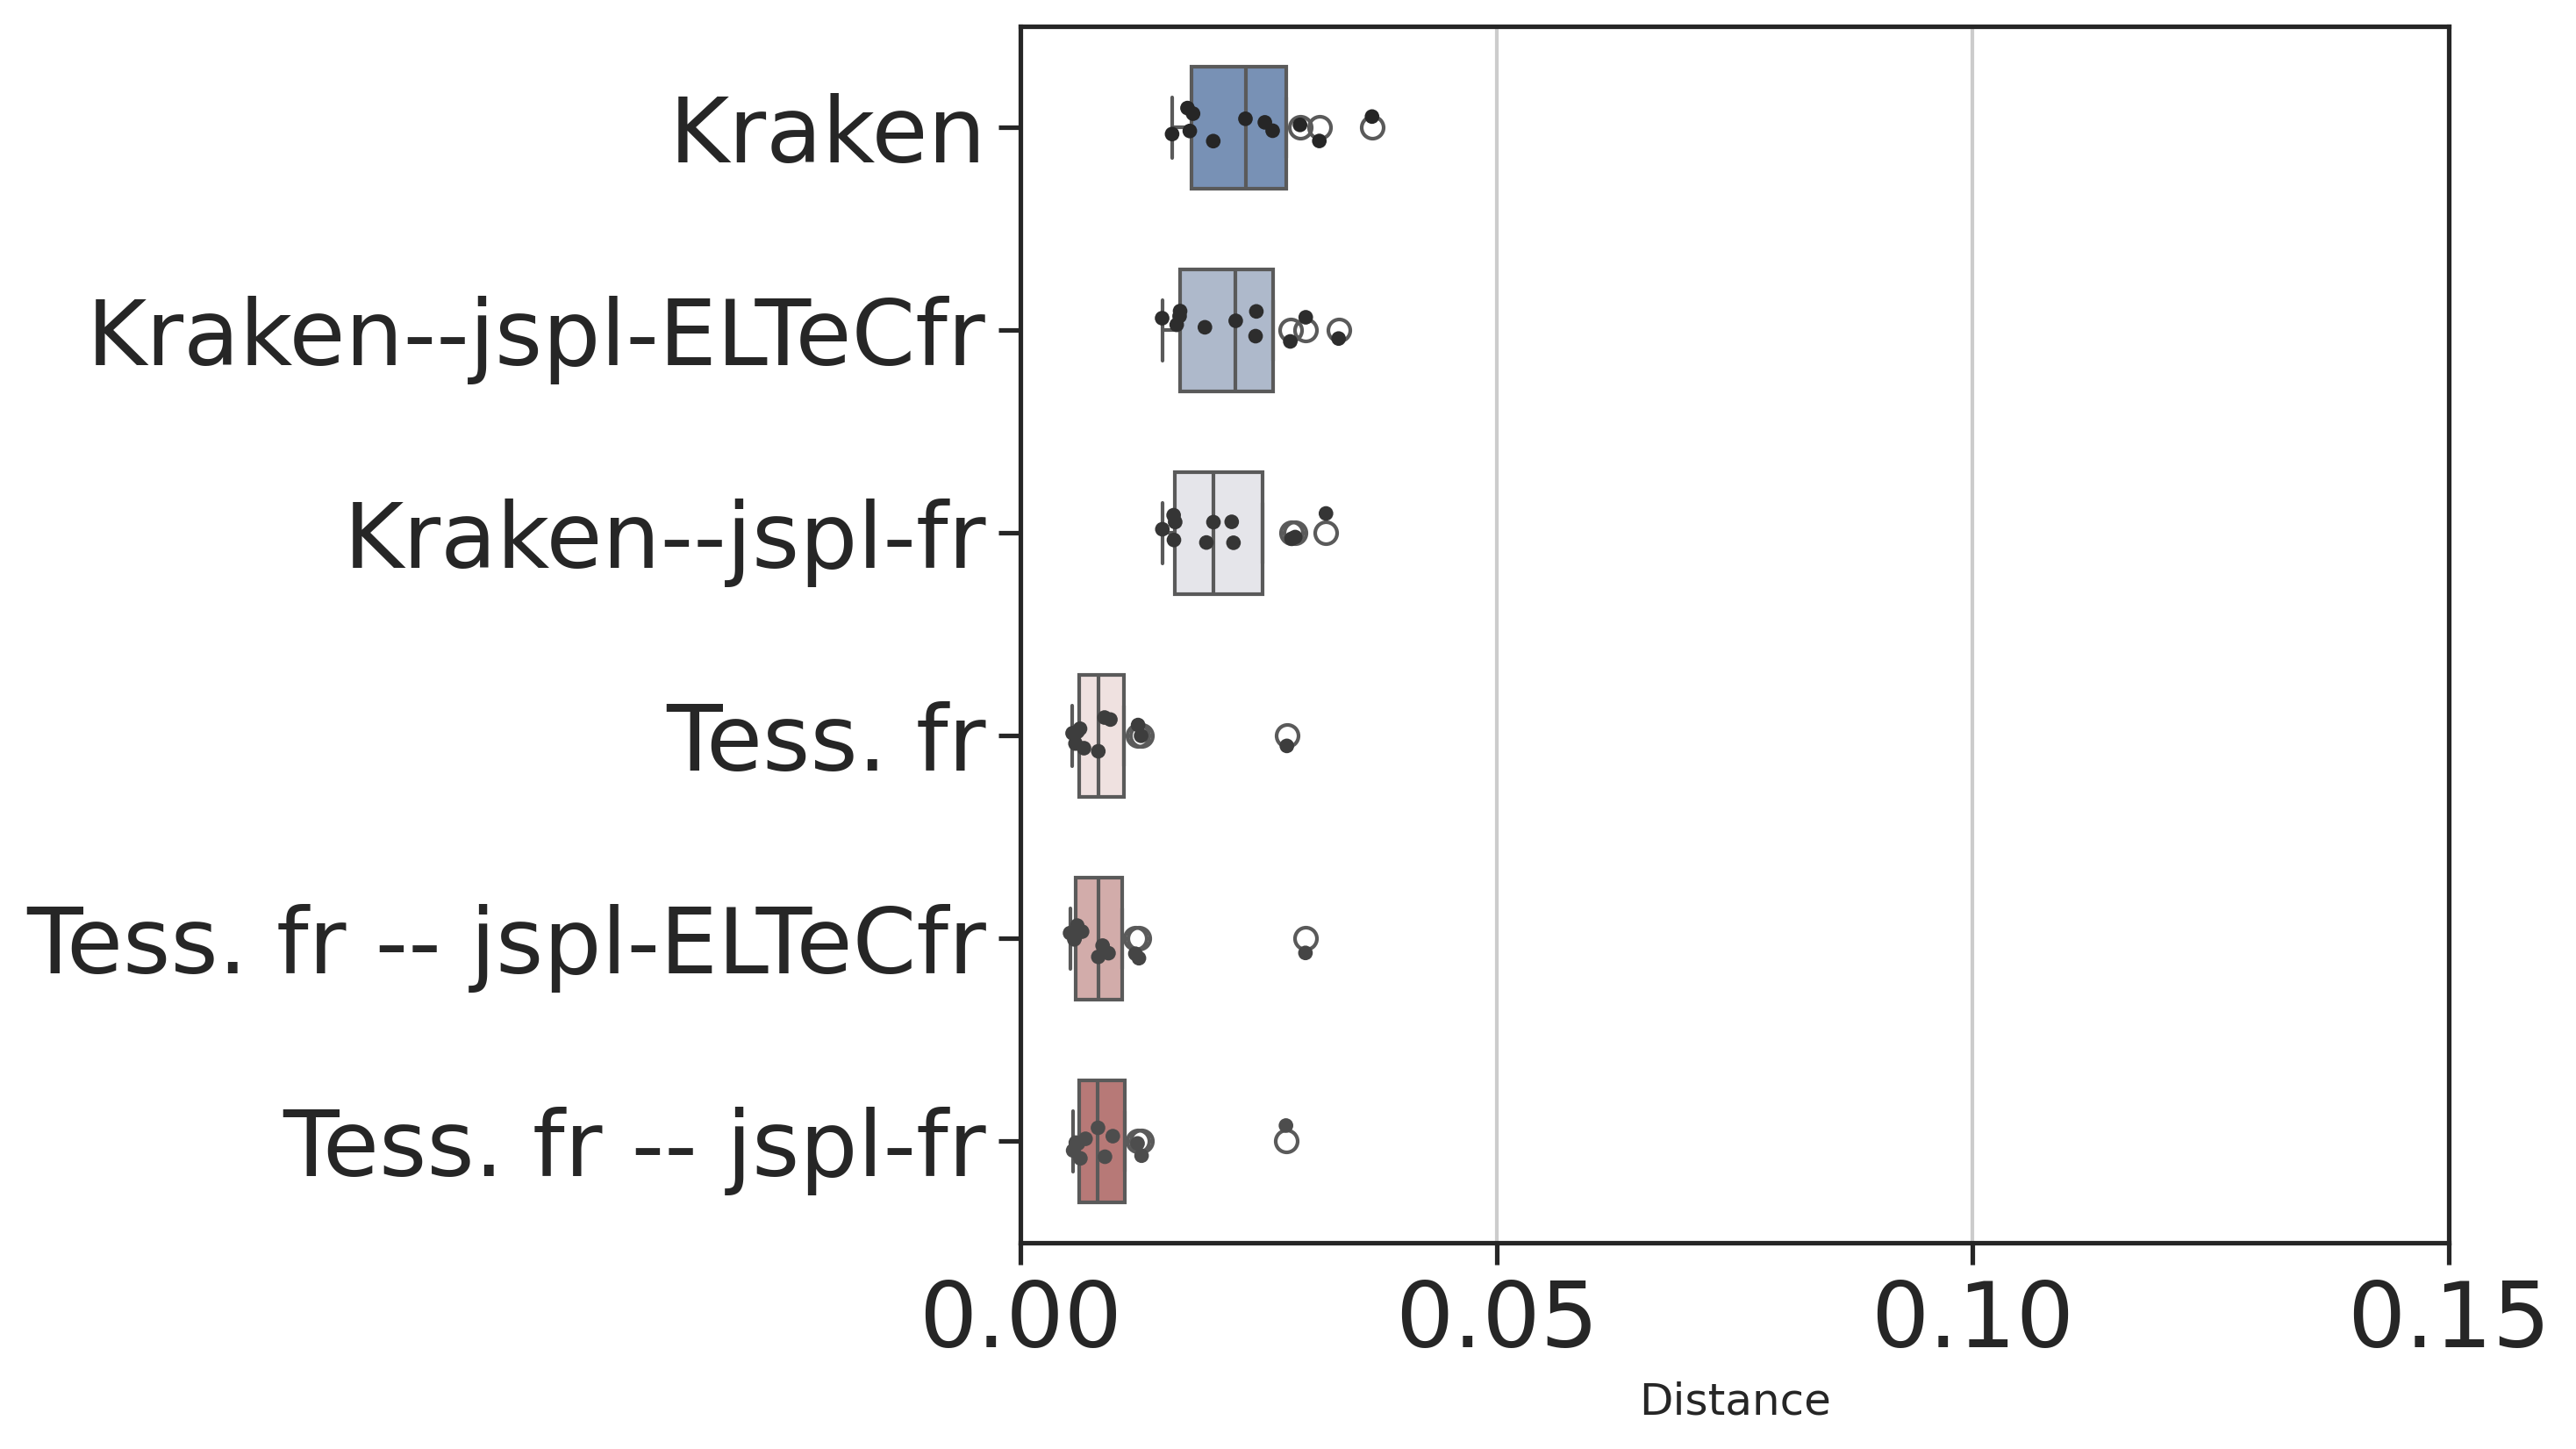 Kraken
Kraken--jspl-ELTeCfr
Kraken--jspl-fr
Tess. fr
Tess. fr -- jspl-ELTeCfr
Tess. fr -- jspl-fr
0.00 0.05 0.10 0.15
Distance